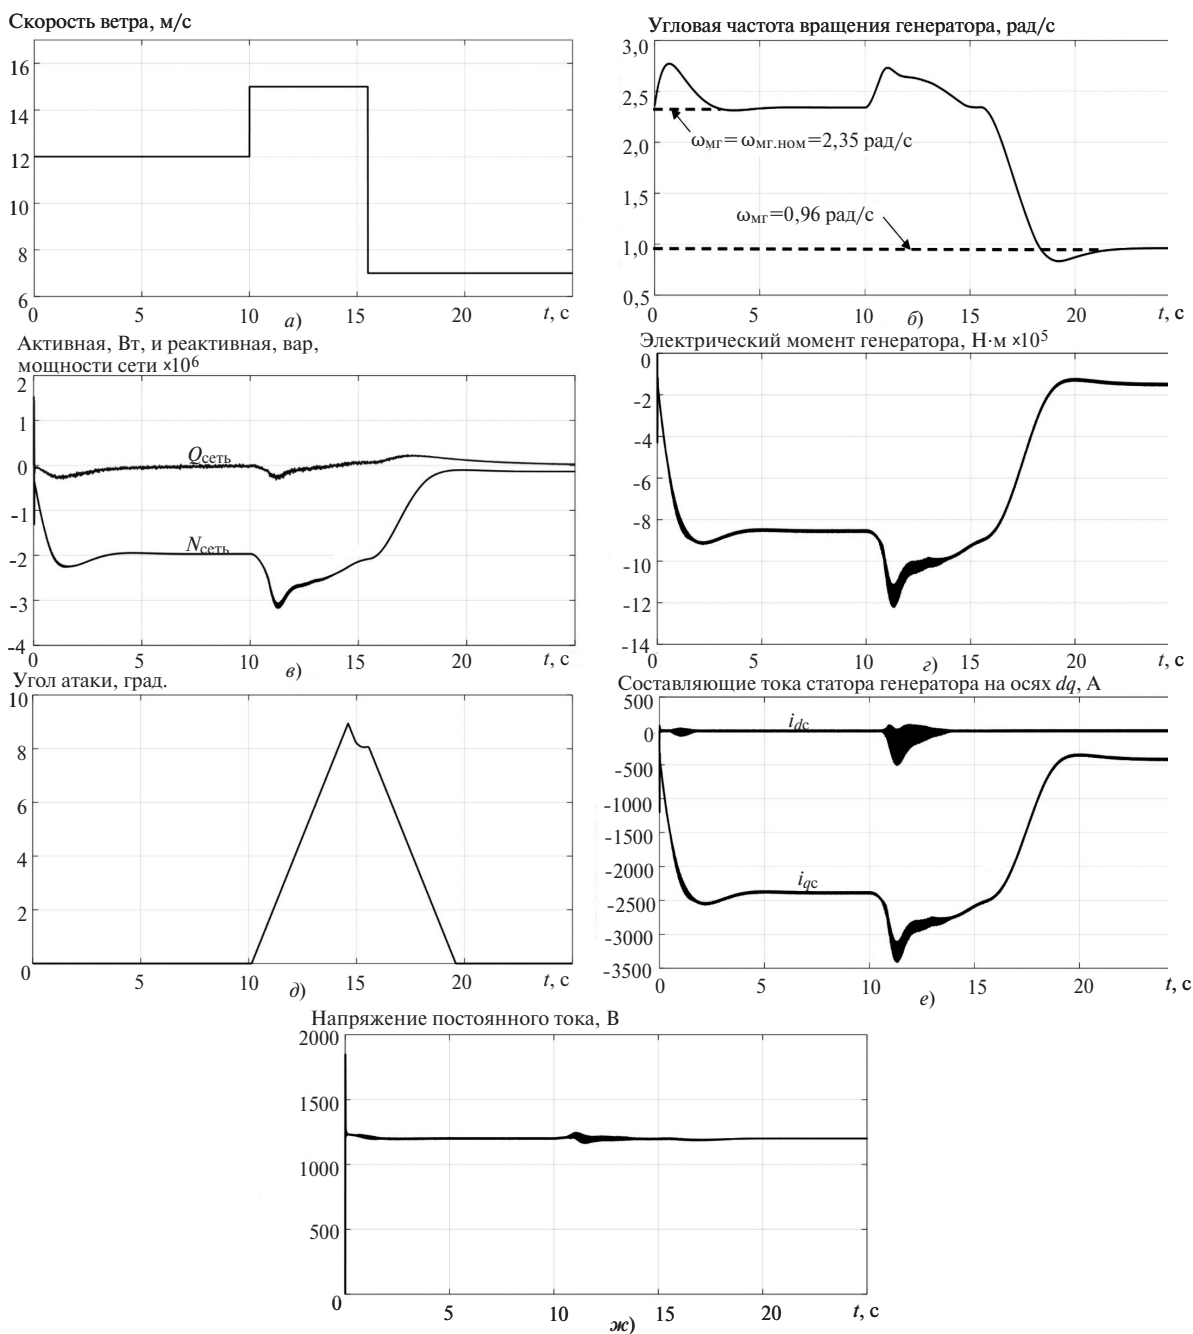 Скорость ветра, м/с
16
14
12
10
8
6
0
5
10
15
20
t, с
а)
Угловая частота вращения генератора, рад/с
3,0
2,5
2,0
1,5
1,0
0,5
ωмг=ωмг.ном=2,35 рад/с
ωмг=0,96 рад/с
0
5
10
15
20
t, с
б)
Активная, Вт, и реактивная, вар,
мощности сети ×10⁶
2
1
0
-1
-2
-3
-4
Qсеть
Nсеть
0
5
10
15
20
t, с
в)
Электрический момент генератора, Н·м ×10⁵
0
-2
-4
-6
-8
-10
-12
-14
0
5
10
15
20
t, с
г)
Угол атаки, град.
10
8
6
4
2
0
5
10
15
20
t, с
д)
Составляющие тока статора генератора на осях dq, А
500
0
-500
-1000
-1500
-2000
-2500
-3000
-3500
idс
iqс
0
5
10
15
20
t, с
е)
Напряжение постоянного тока, В
2000
1500
1000
500
0
5
10
15
20
t, с
ж)